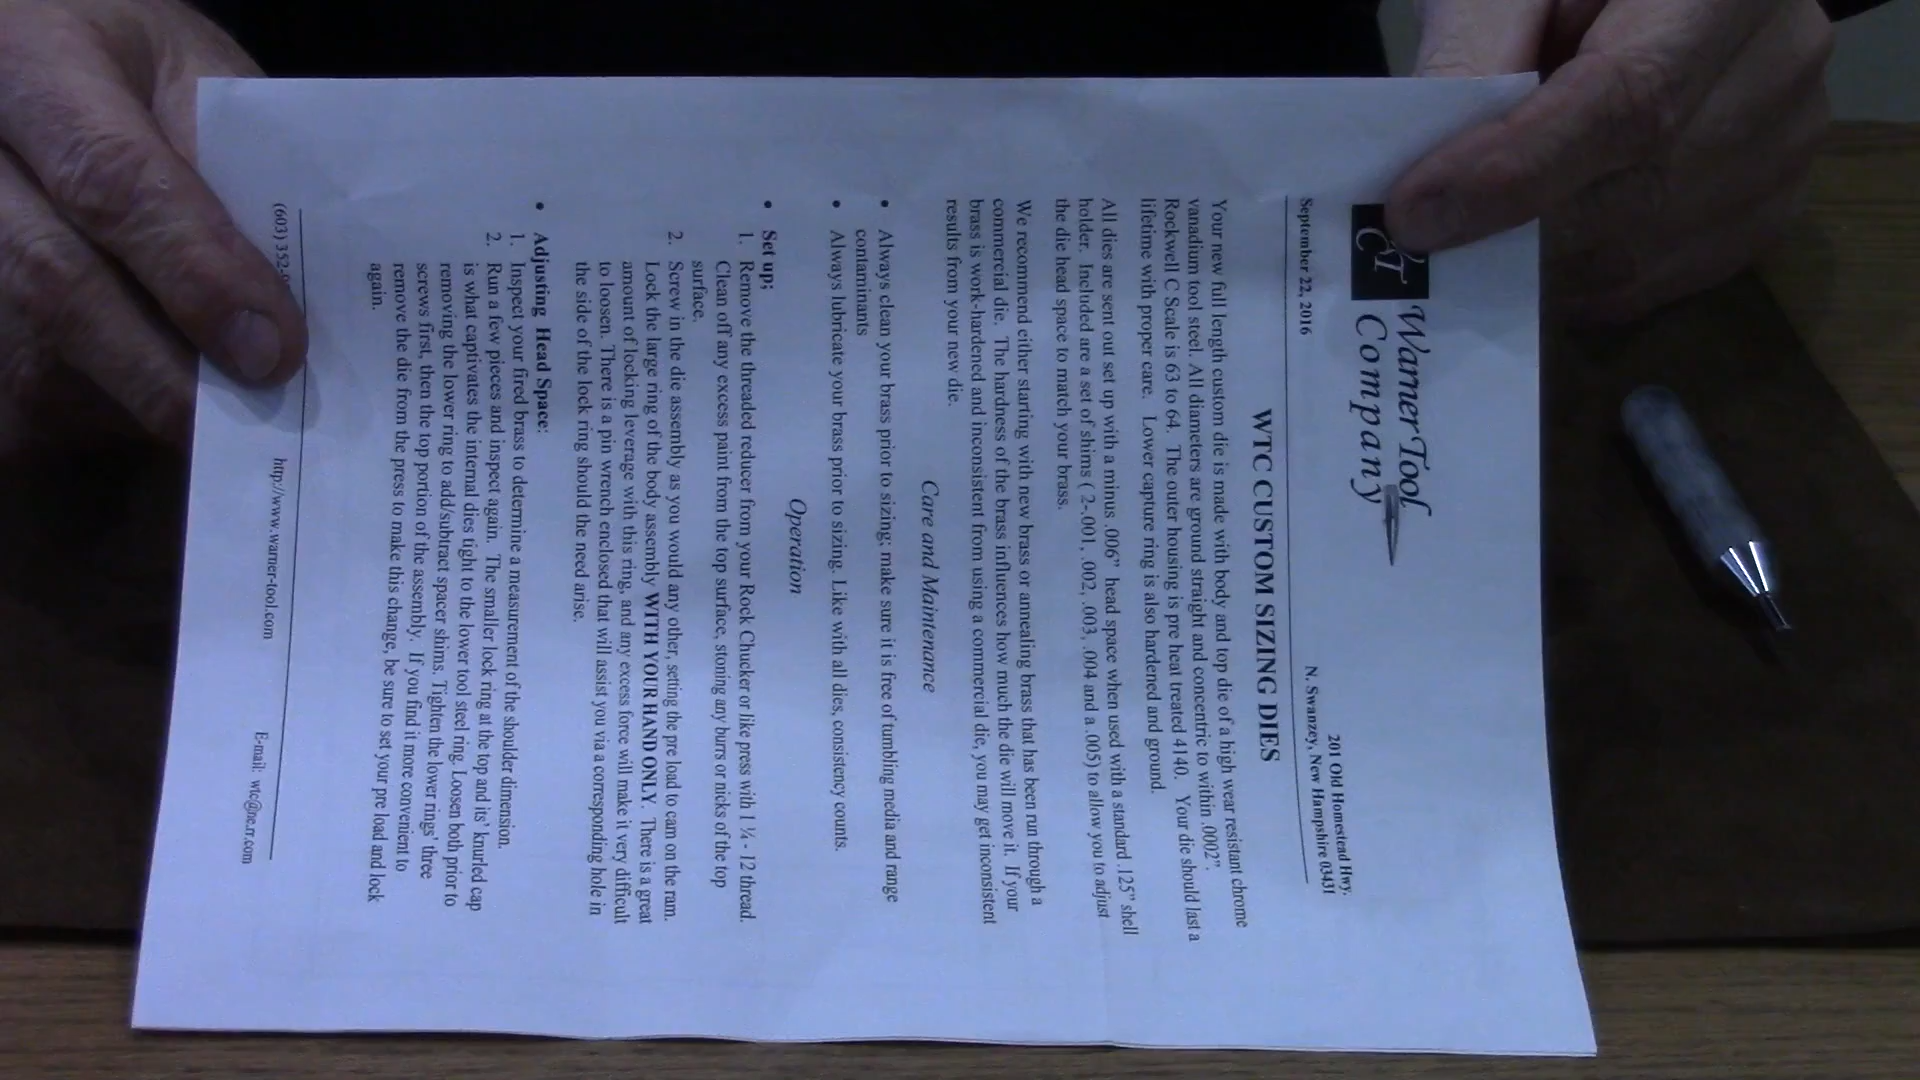 WCT Warner Tool
Company
201 Old Homestead Hwy.
September 22, 2016 N. Swanzey, New Hampshire 03431
WTC CUSTOM SIZING DIES
Your new full length custom die is made with body and top die of a high wear resistant chrome
vanadium tool steel. All diameters are ground straight and concentric to within .0002".
Rockwell C Scale is 63 to 64. The outer housing is pre heat treated 4140. Your die should last a
lifetime with proper care. Lower capture ring is also hardened and ground.
All dies are sent out set up with a minus .006" head space when used with a standard .125" shell
holder. Included are a set of shims ( 2-.001, .002, .003, .004 and a .005) to allow you to adjust
the die head space to match your brass.
We recommend either starting with new brass or annealing brass that has been run through a
commercial die. The hardness of the brass influences how much the die will move it. If your
brass is work-hardened and inconsistent from using a commercial die, you may get inconsistent
results from your new die.
Care and Maintenance
• Always clean your brass prior to sizing; make sure it is free of tumbling media and range
contaminants
• Always lubricate your brass prior to sizing. Like with all dies, consistency counts.
Operation
• Set up;
1. Remove the threaded reducer from your Rock Chucker or like press with 1 ¼ - 12 thread.
Clean off any excess paint from the top surface, stoning any burrs or nicks of the top
surface.
2. Screw in the die assembly as you would any other, setting the pre load to cam on the ram.
Lock the large ring of the body assembly WITH YOUR HAND ONLY. There is a great
amount of locking leverage with this ring, and any excess force will make it very difficult
to loosen. There is a pin wrench enclosed that will assist you via a corresponding hole in
the side of the lock ring should the need arise.
• Adjusting Head Space:
1. Inspect your fired brass to determine a measurement of the shoulder dimension.
2. Run a few pieces and inspect again. The smaller lock ring at the top and its' knurled cap
is what captivates the internal dies tight to the lower tool steel ring. Loosen both prior to
removing the lower ring to add/subtract spacer shims. Tighten the lower rings' three
screws first, then the top portion of the assembly. If you find it more convenient to
remove the die from the press to make this change, be sure to set your pre load and lock
again.
(603) 352- http://www.warner-tool.com E-mail: wtc@ne.rr.com